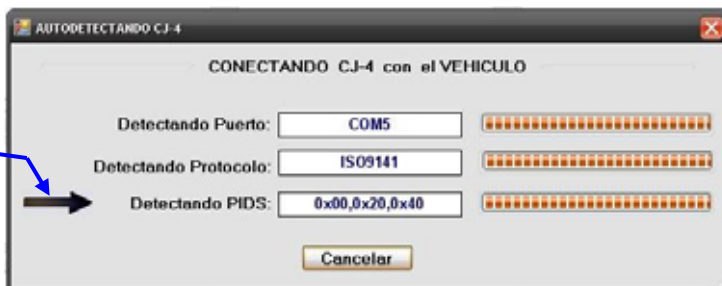 AUTODETECTANDO CJ-4
CONECTANDO CJ-4 con el VEHICULO
Detectando Puerto: COM5
Detectando Protocolo: ISO9141
Detectando PIDS: 0x00,0x20,0x40
Cancelar